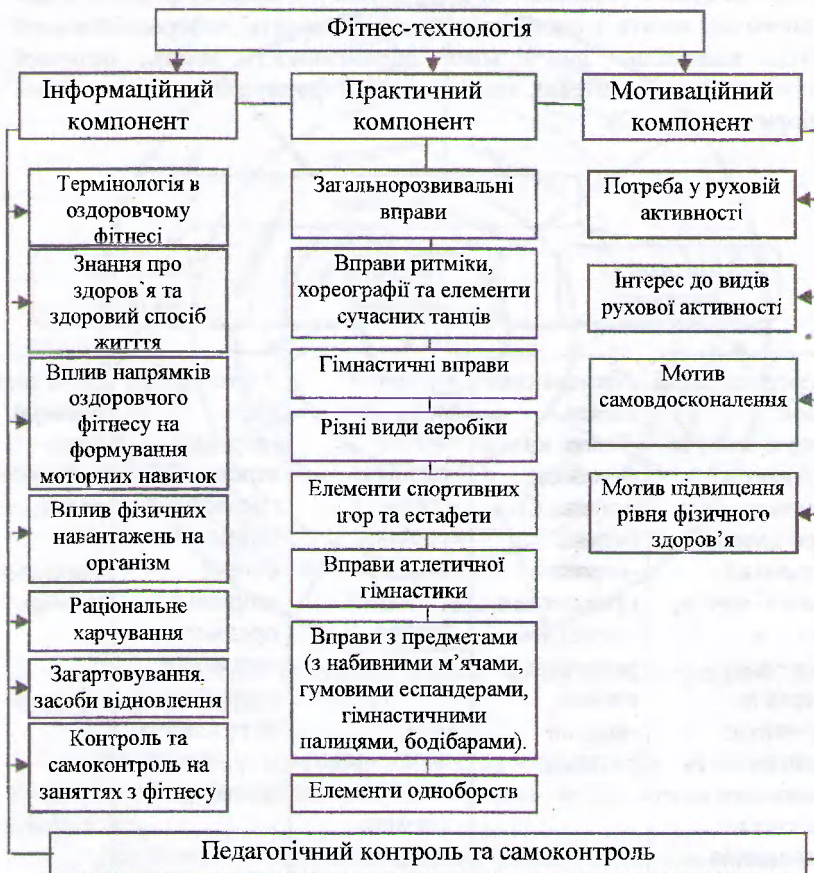 Фітнес-технологія
Інформаційний
компонент
Практичний
компонент
Мотиваційний
компонент
Термінологія в
оздоровчому
фітнесі
Знання про
здоров`я та
здоровий спосіб
житття
Вплив напрямків
оздоровчого
фітнесу на
формування
моторних навичок
Вплив фізичних
навантажень на
організм
Раціональне
харчування
Загартовування,
засоби відновлення
Контроль та
самоконтроль на
заняттях з фітнесу
Загальнорозвивальні
вправи
Вправи ритміки,
хореографії та елементи
сучасних танців
Гімнастичні вправи
Різні види аеробіки
Елементи спортивних
ігор та естафети
Вправи атлетичної
гімнастики
Вправи з предметами
(з набивними м’ячами,
гумовими еспандерами,
гімнастичними
палицями, бодібарами).
Елементи одноборств
Потреба у руховій
активності
Інтерес до видів
рухової активності
Мотив
самовдосконалення
Мотив підвищення
рівня фізичного
здоров’я
Педагогічний контроль та самоконтроль